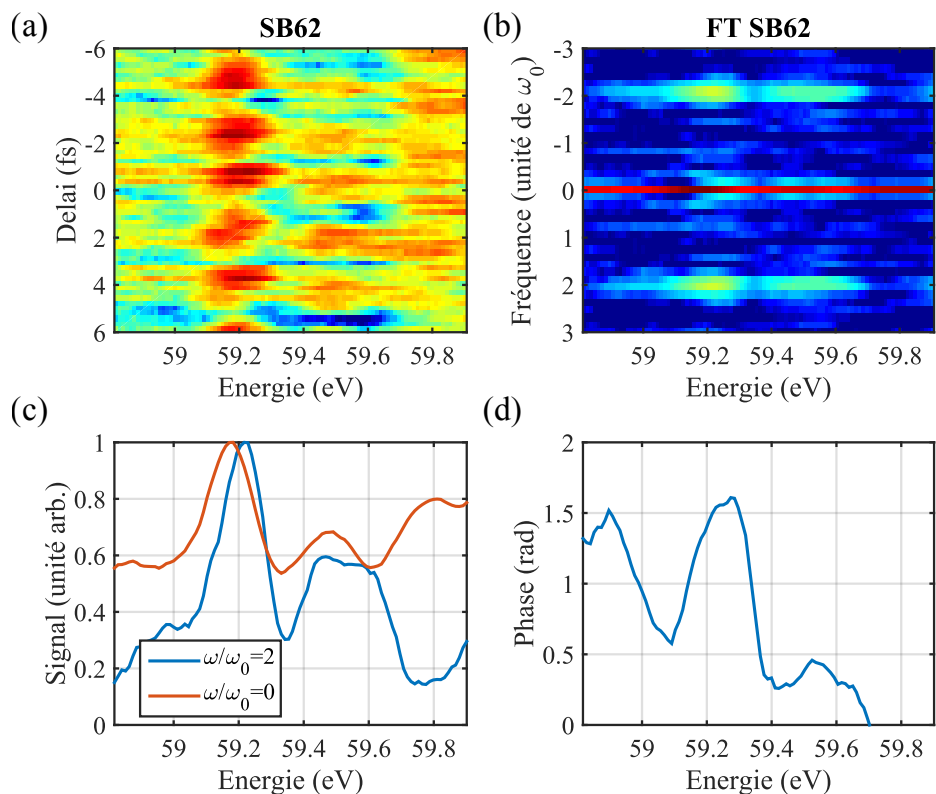 (a)
SB62
-6
-4
-2
0
2
4
6
Delai (fs)
59
59.2
59.4
59.6
59.8
Energie (eV)
(b)
FT SB62
-3
-2
-1
0
1
2
3
Fréquence (unité de ω₀)
59
59.2
59.4
59.6
59.8
Energie (eV)
(c)
1
0.8
0.6
0.4
0.2
0
Signal (unité arb.)
ω/ω₀=2
ω/ω₀=0
59
59.2
59.4
59.6
59.8
Energie (eV)
(d)
2
1.5
1
0.5
0
Phase (rad)
59
59.2
59.4
59.6
59.8
Energie (eV)